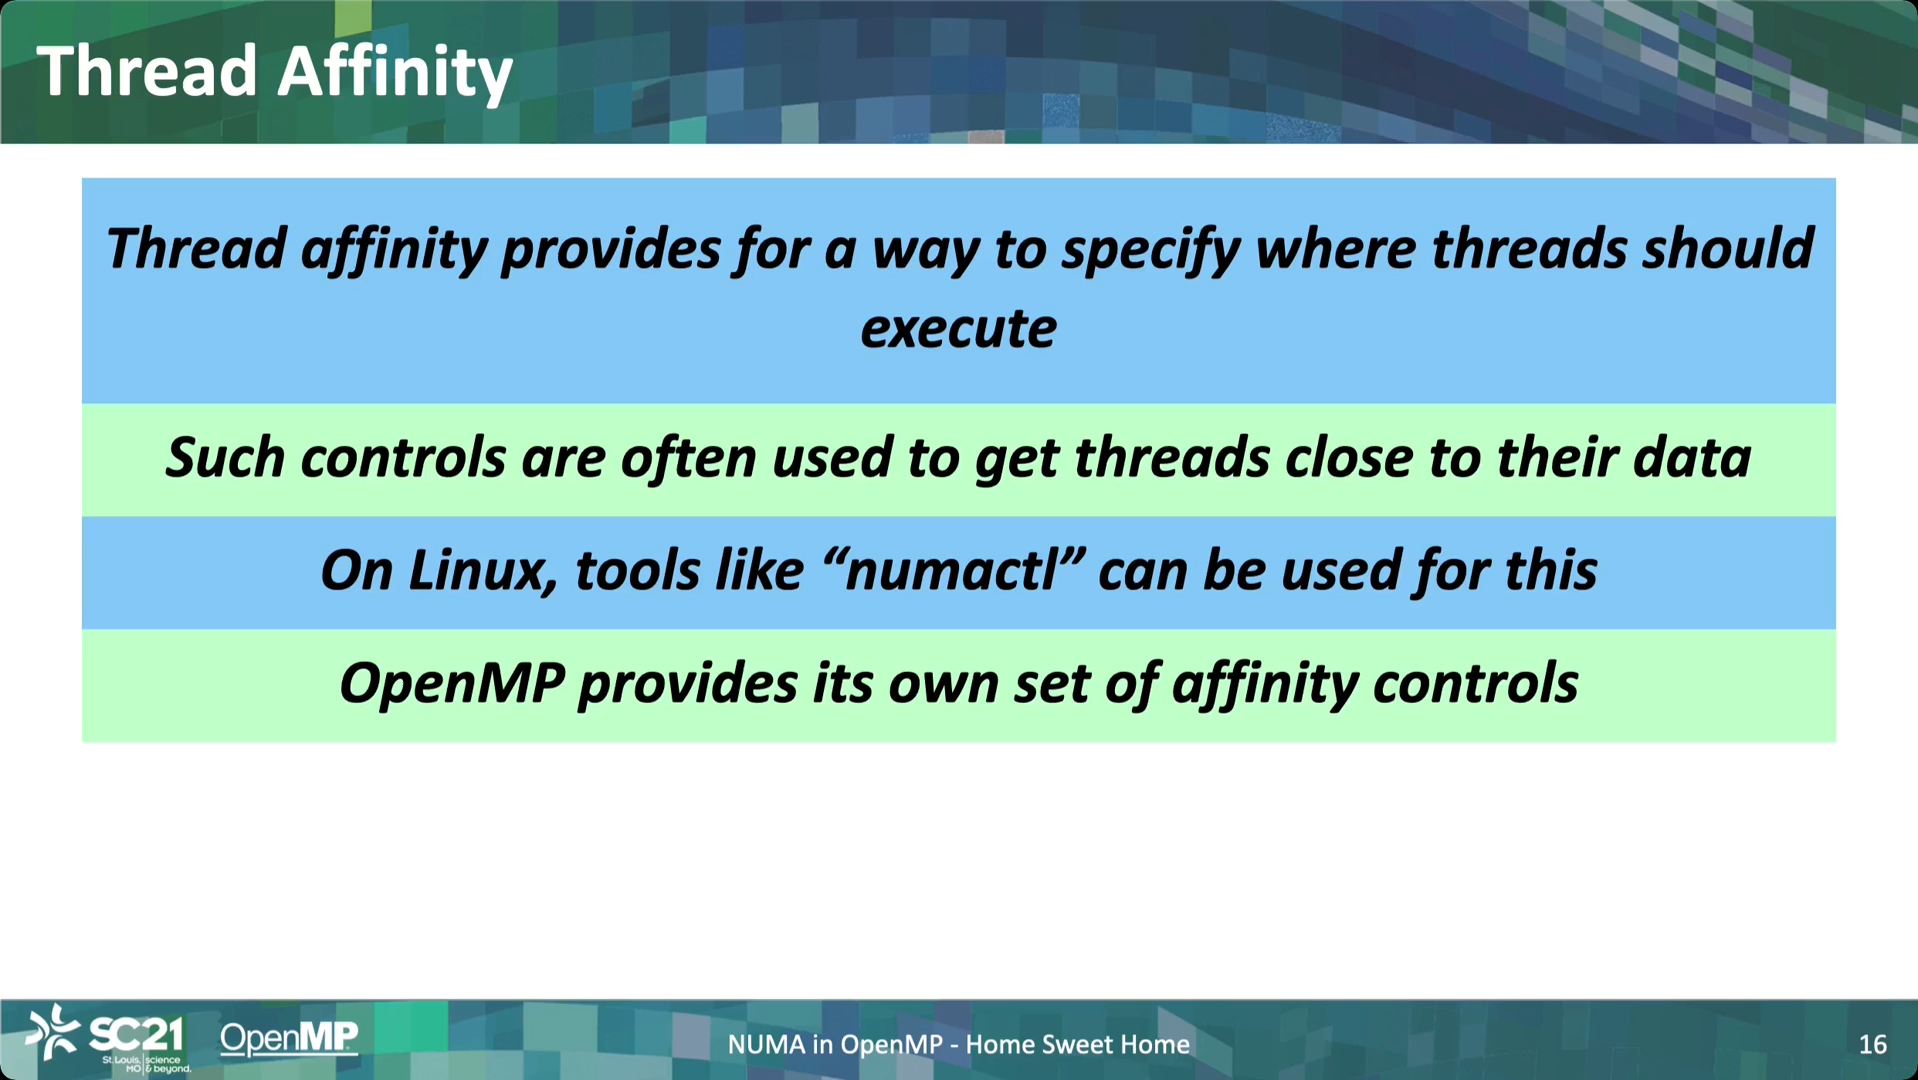 Thread Affinity
Thread affinity provides for a way to specify where threads should
execute
Such controls are often used to get threads close to their data
On Linux, tools like “numactl” can be used for this
OpenMP provides its own set of affinity controls
SC21
St. Louis, science
MO & beyond.
OpenMP
NUMA in OpenMP - Home Sweet Home
16